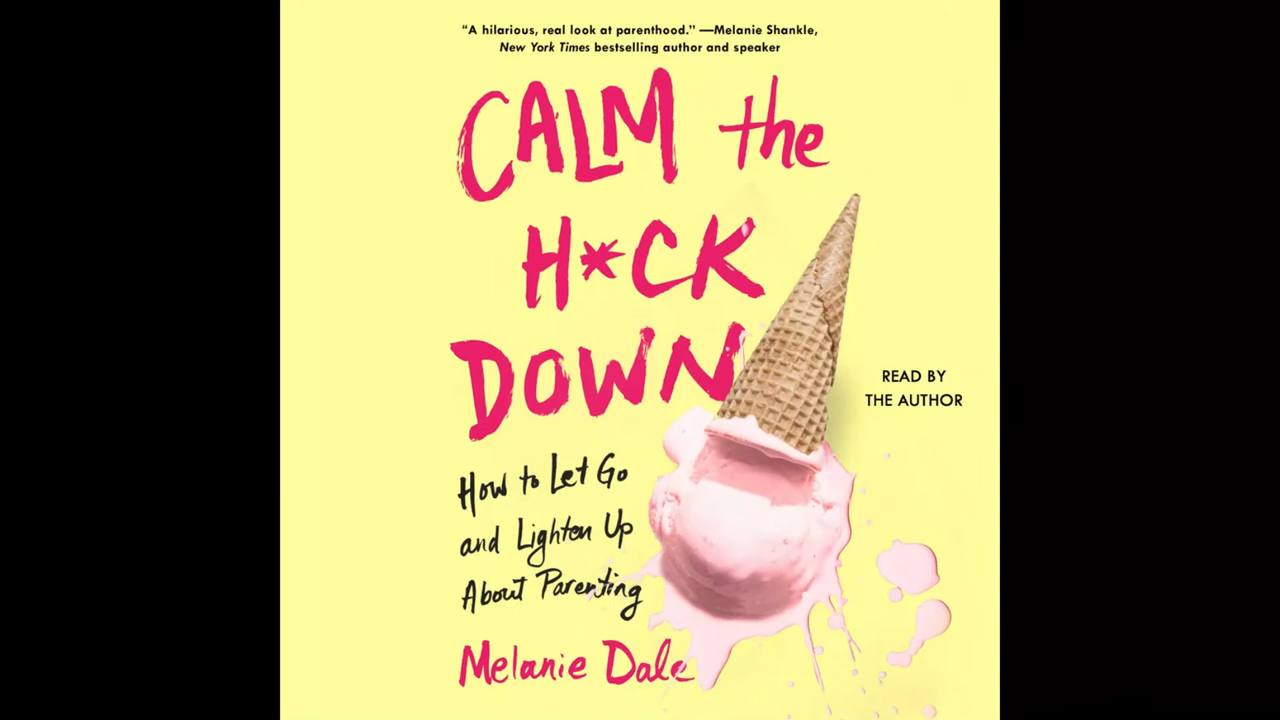 “A hilarious, real look at parenthood.” —Melanie Shankle,
New York Times bestselling author and speaker
CALM the
H*CK
DOWN
READ BY
THE AUTHOR
How to Let Go
and Lighten Up
About Parenting
Melanie Dale